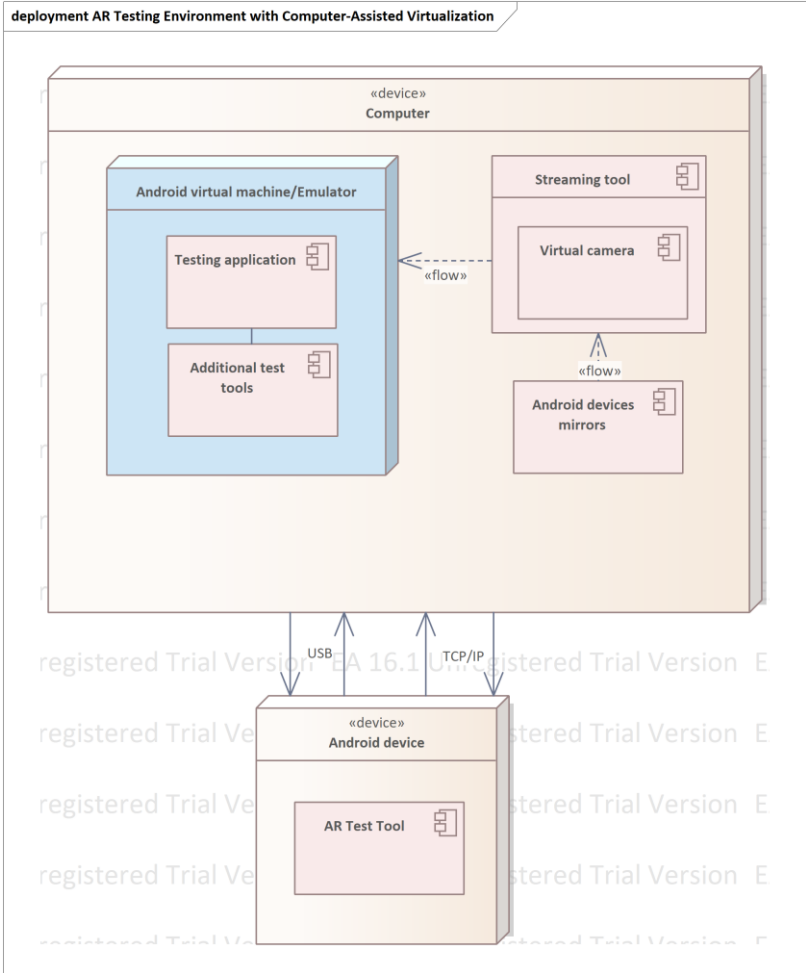 deployment AR Testing Environment with Computer-Assisted Virtualization
«device»
Computer
Android virtual machine/Emulator
Testing application
Additional test
tools
Streaming tool
Virtual camera
«flow»
«flow»
Android devices
mirrors
USB
TCP/IP
registered Trial Version EA 16.1 Unregistered Trial Version E
«device»
Android device
registered Trial Ve
stered Trial Version E
AR Test Tool
registered Trial Ve
stered Trial Version E
registered Trial Ve
stered Trial Version E